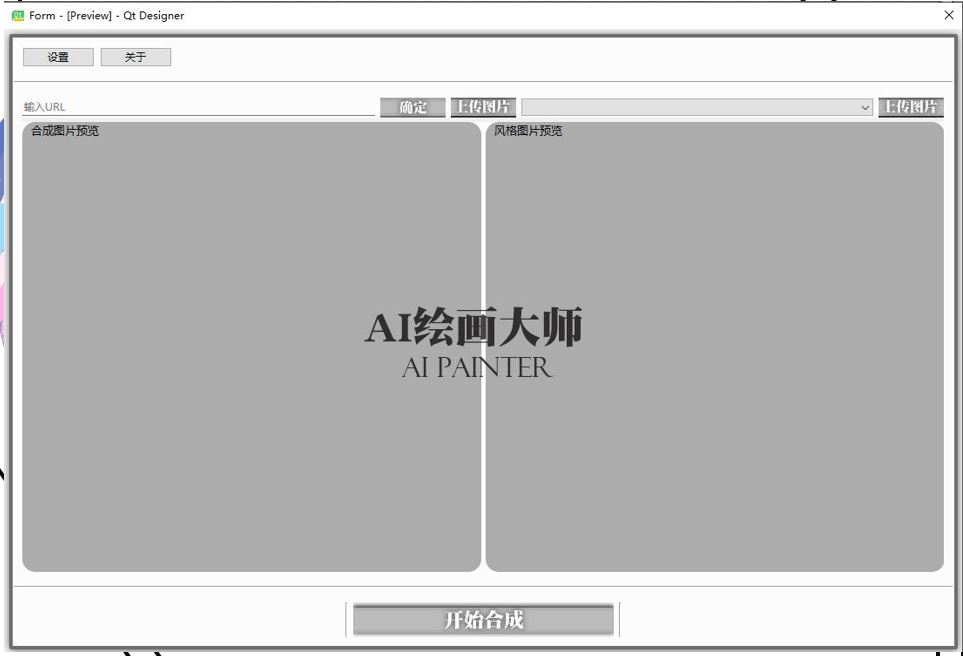 Form - [Preview] - Qt Designer
设置 关于
输入URL 确定 上传图片 上传图片
合成图片预览 风格图片预览
AI绘画大师
AI PAINTER
开始合成